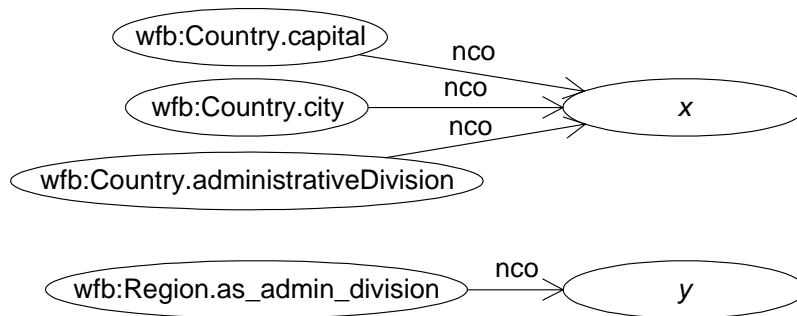 wfb:Country.capital
nco
wfb:Country.city
nco
x
nco
wfb:Country.administrativeDivision
wfb:Region.as_admin_division
nco
y